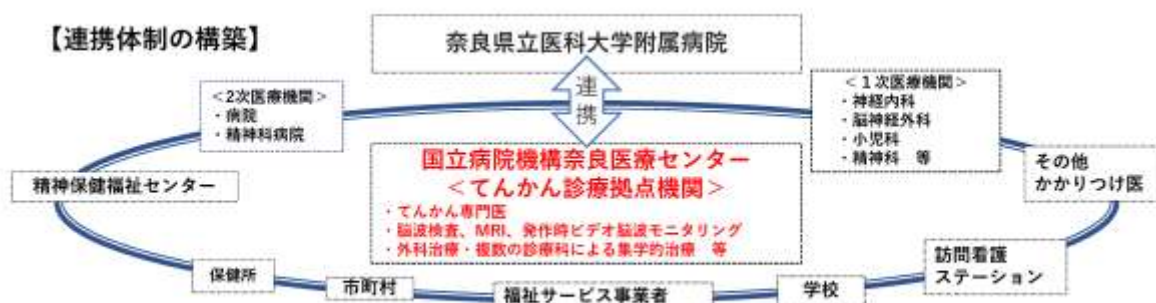 【連携体制の構築】
奈良県立医科大学附属病院
連携
＜2次医療機関＞
・病院
・精神科病院
＜１次医療機関＞
・神経内科
・脳神経外科
・小児科
・精神科　等
国立病院機構奈良医療センター
＜てんかん診療拠点機関＞
・てんかん専門医
・脳波検査、MRI、発作時ビデオ脳波モニタリング
・外科治療・複数の診療科による集学的治療　等
その他
かかりつけ医
精神保健福祉センター
訪問看護
ステーション
保健所
市町村
福祉サービス事業者
学校